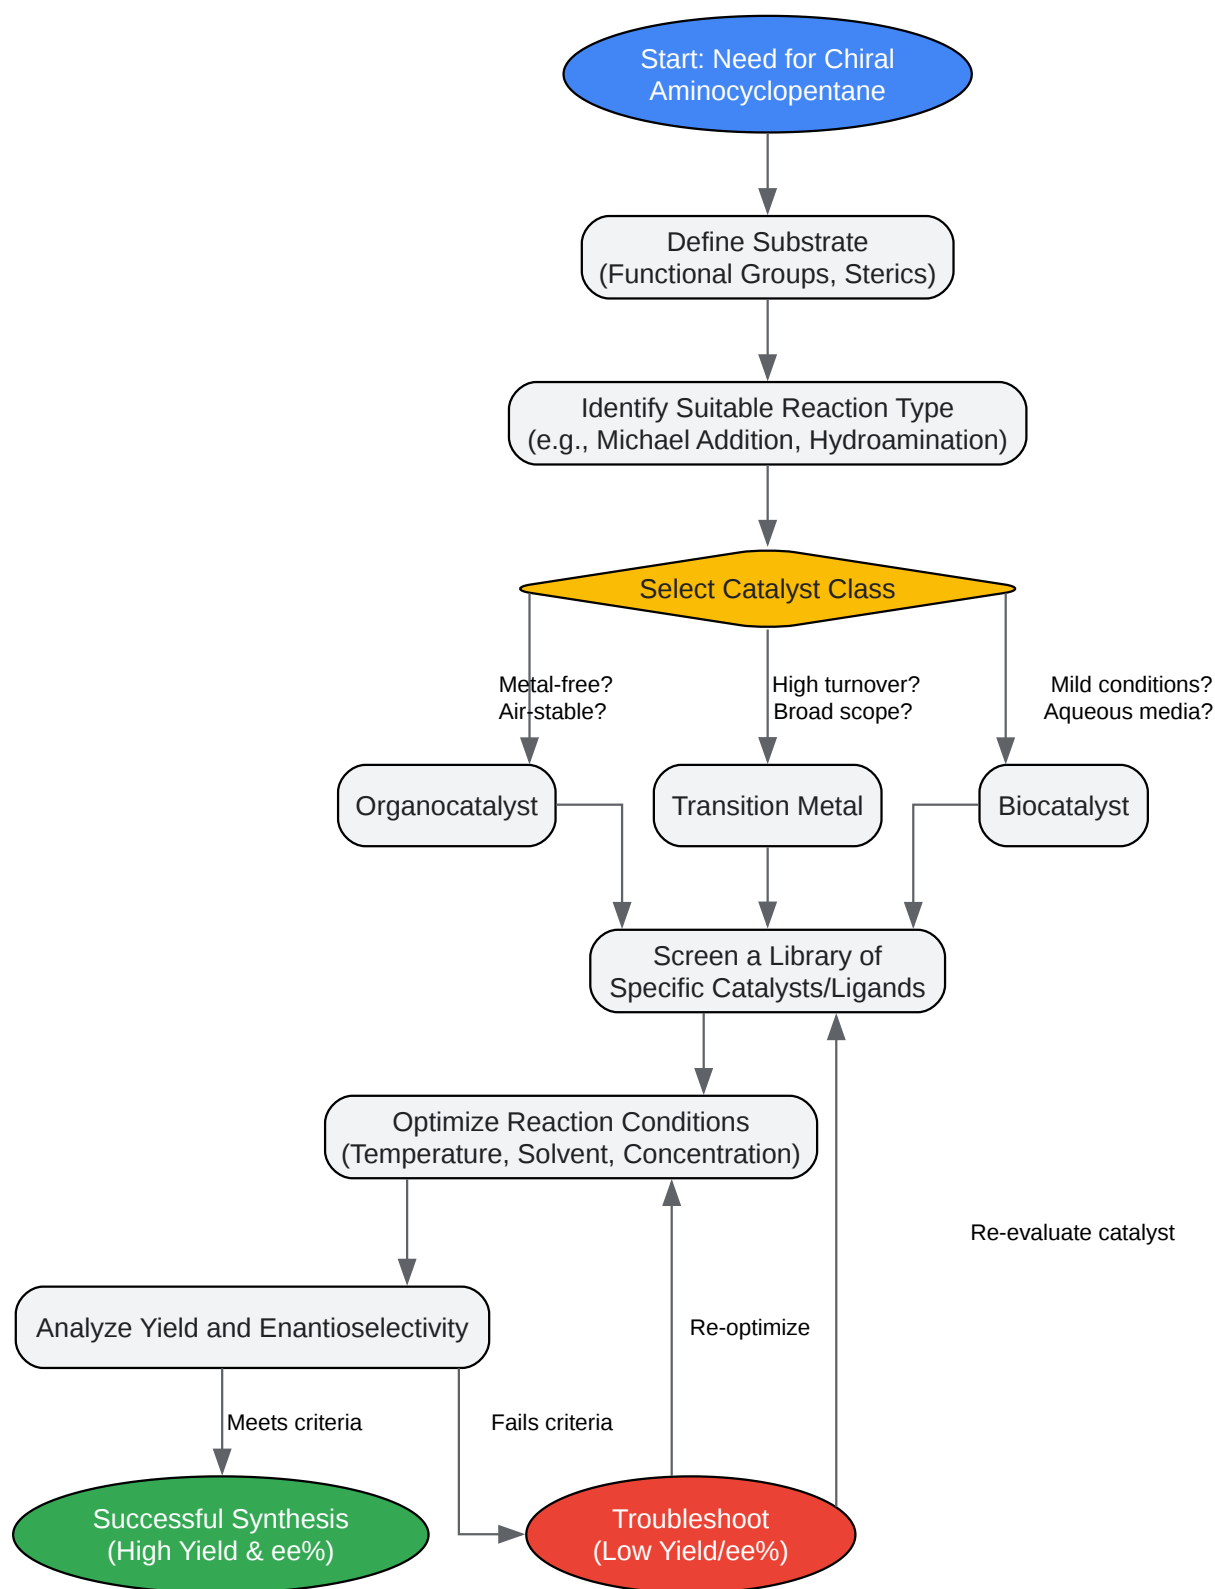 Start: Need for Chiral
Aminocyclopentane
Define Substrate
(Functional Groups, Sterics)
Identify Suitable Reaction Type
(e.g., Michael Addition, Hydroamination)
Select Catalyst Class
Metal-free?
Air-stable?
High turnover?
Broad scope?
Mild conditions?
Aqueous media?
Organocatalyst
Transition Metal
Biocatalyst
Screen a Library of
Specific Catalysts/Ligands
Optimize Reaction Conditions
(Temperature, Solvent, Concentration)
Re-evaluate catalyst
Analyze Yield and Enantioselectivity
Re-optimize
Meets criteria
Fails criteria
Successful Synthesis
(High Yield & ee%)
Troubleshoot
(Low Yield/ee%)